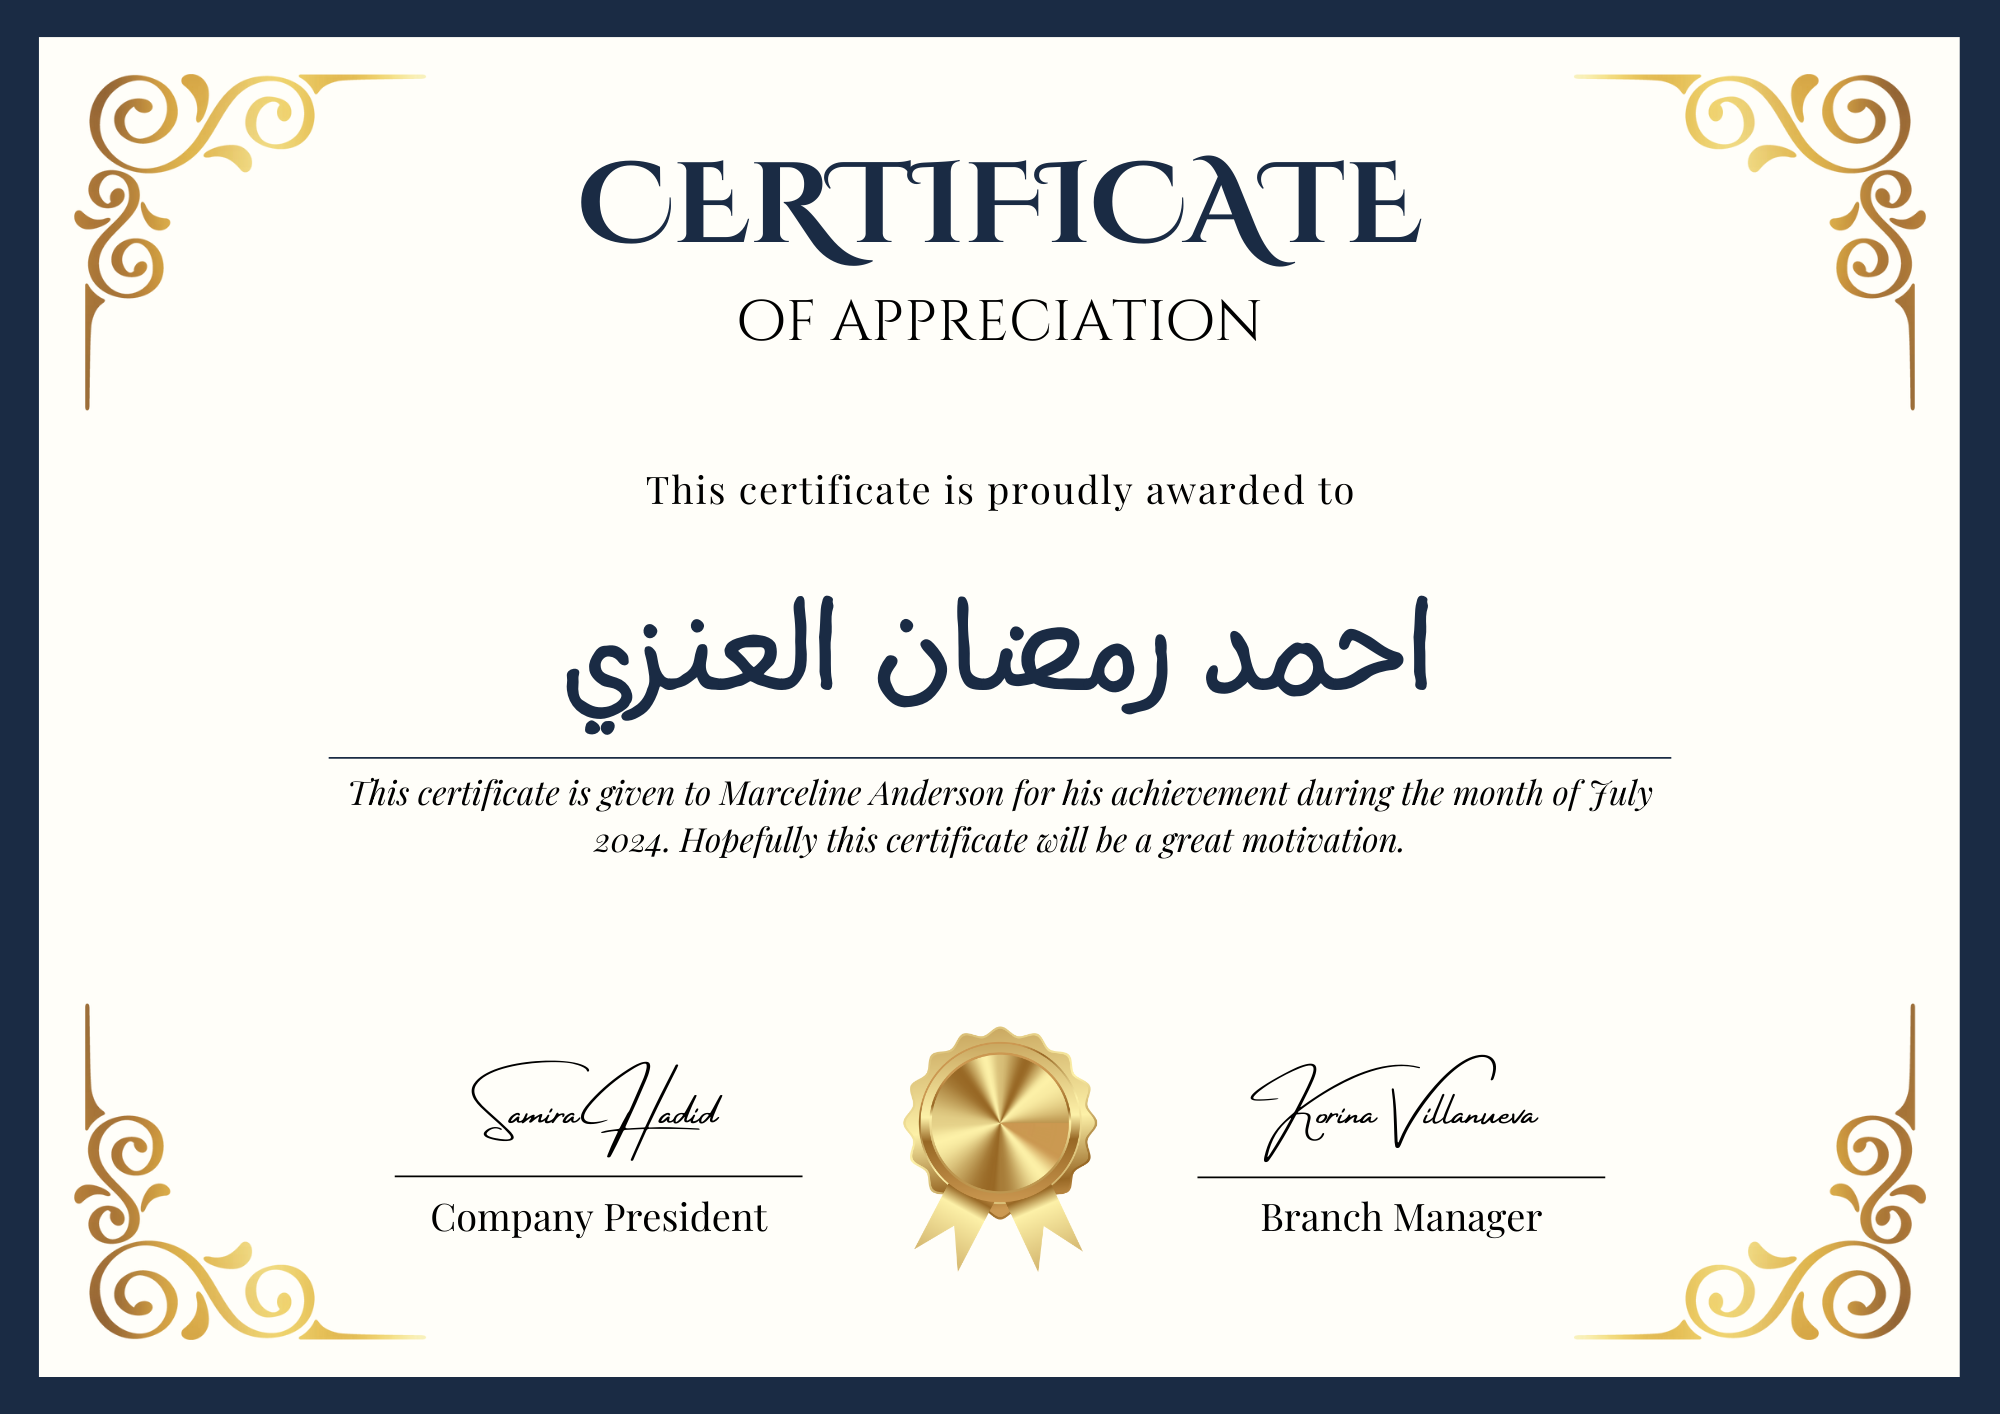 CERTIFICATE
OF APPRECIATION
This certificate is proudly awarded to
احمد رمضان العنزي
This certificate is given to Marceline Anderson for his achievement during the month of July
2024. Hopefully this certificate will be a great motivation.
Samira Hadid
Korina Villanueva
Company President
Branch Manager